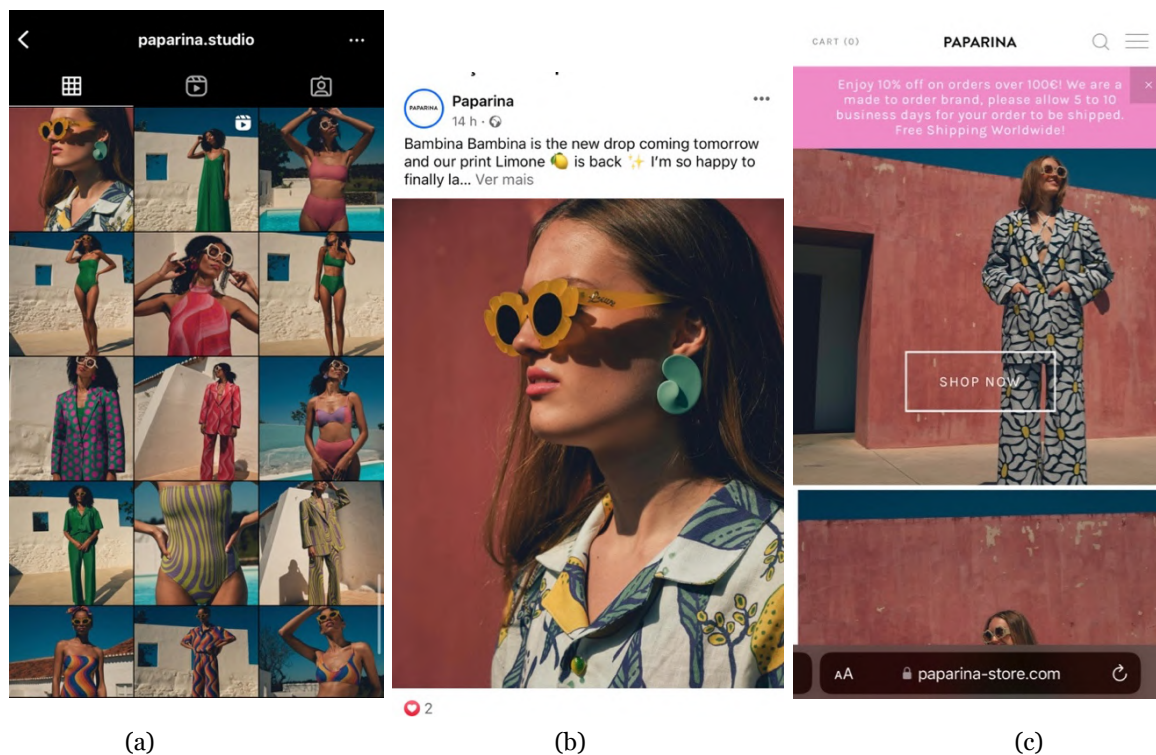 paparina.studio
PAPARINA
Paparina
14 h
Bambina Bambina is the new drop coming tomorrow
and our print Limone 🍋 is back ✨ I'm so happy to
finally la... Ver mais
2
CART (0)
PAPARINA
Enjoy 10% off on orders over 100€! We are a
made to order brand, please allow 5 to 10
business days for your order to be shipped.
Free Shipping Worldwide!
SHOP NOW
AA
paparina-store.com
(a)
(b)
(c)